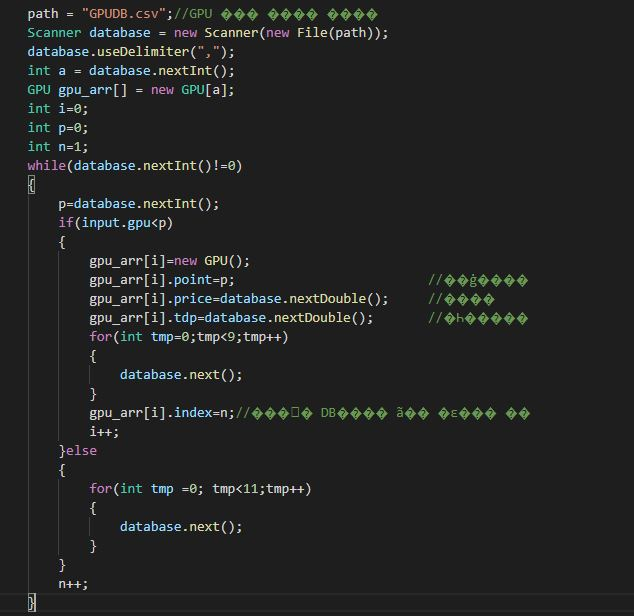 path = "GPUDB.csv";//GPU ��� ���� ����
Scanner database = new Scanner(new File(path));
database.useDelimiter(",");
int a = database.nextInt();
GPU gpu_arr[] = new GPU[a];
int i=0;
int p=0;
int n=1;
while(database.nextInt()!=0)
{
p=database.nextInt();
if(input.gpu<p)
{
gpu_arr[i]=new GPU();
gpu_arr[i].point=p; //��ġ����
gpu_arr[i].price=database.nextDouble(); //����
gpu_arr[i].tdp=database.nextDouble(); //�Һ�����
for(int tmp=0;tmp<9;tmp++)
{
database.next();
}
gpu_arr[i].index=n;//���� DB���� ã�� �ε��� ��
i++;
}else
{
for(int tmp =0; tmp<11;tmp++)
{
database.next();
}
}
n++;
}